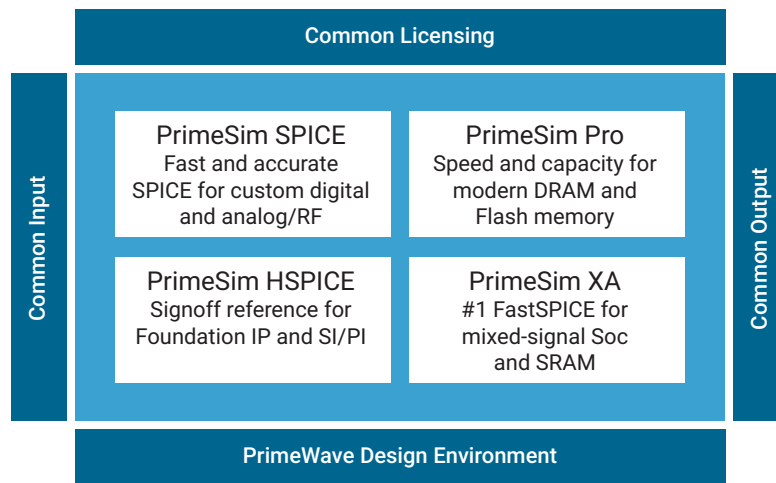 Common Licensing
Common Input
PrimeSim SPICE
Fast and accurate
SPICE for custom digital
and analog/RF
PrimeSim Pro
Speed and capacity for
modern DRAM and
Flash memory
PrimeSim HSPICE
Signoff reference for
Foundation IP and SI/PI
PrimeSim XA
#1 FastSPICE for
mixed-signal Soc
and SRAM
Common Output
PrimeWave Design Environment